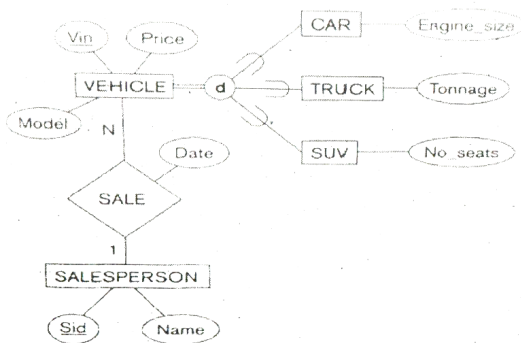 CAR
Engine_size
Vin
Price
VEHICLE
d
TRUCK
Tonnage
Model
N
Date
SUV
No_seats
SALE
1
SALESPERSON
Sid
Name